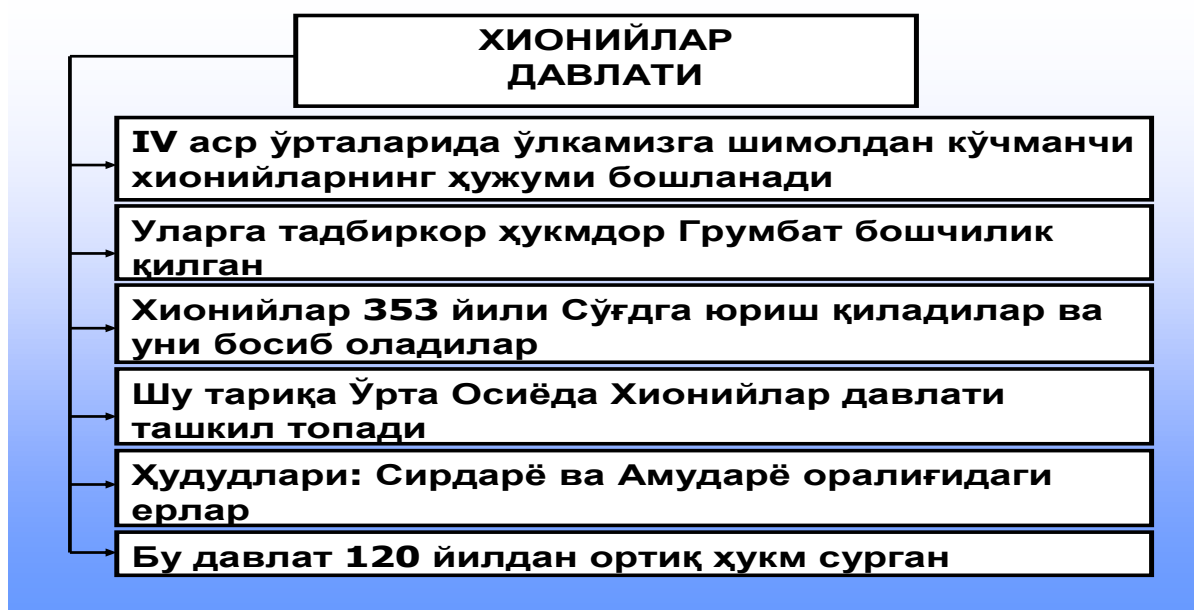 ХИОНИЙЛАР
ДАВЛАТИ
IV аср ўрталарида ўлкамизга шимолдан кўчманчи
хионийларнинг ҳужуми бошланади
Уларга тадбиркор ҳукмдор Грумбат бошчилик
қилган
Хионийлар 353 йили Сўғдга юриш қиладилар ва
уни босиб оладилар
Шу тариқа Ўрта Осиёда Хионийлар давлати
ташкил топади
Ҳудудлари: Сирдарё ва Амударё оралиғидаги
ерлар
Бу давлат 120 йилдан ортиқ ҳукм сурган